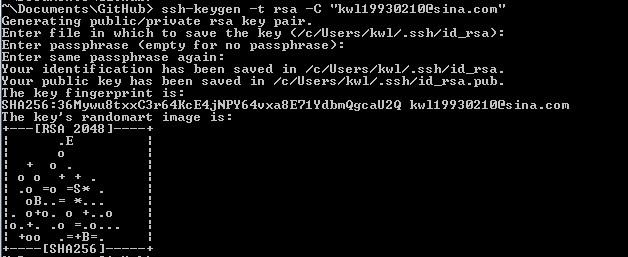 ~\Documents\GitHub> ssh-keygen -t rsa -C "kwl19930210@sina.com"
Generating public/private rsa key pair.
Enter file in which to save the key (/c/Users/kwl/.ssh/id_rsa):
Enter passphrase (empty for no passphrase):
Enter same passphrase again:
Your identification has been saved in /c/Users/kwl/.ssh/id_rsa.
Your public key has been saved in /c/Users/kwl/.ssh/id_rsa.pub.
The key fingerprint is:
SHA256:36Mywu8txxC3r64KcE4jNPY64vxa8E71YdbmQgcaU2Q kwl19930210@sina.com
The key's randomart image is:
+---[RSA 2048]----+
|       .E        |
|       o         |
|   +  o .        |
| o o  + + .      |
|  .o =o =S* .    |
|   oB..= *...    |
|. o+o. o +..o    |
|o.+. .o =.o...   |
| +oo  .=+B=.     |
+----[SHA256]-----+